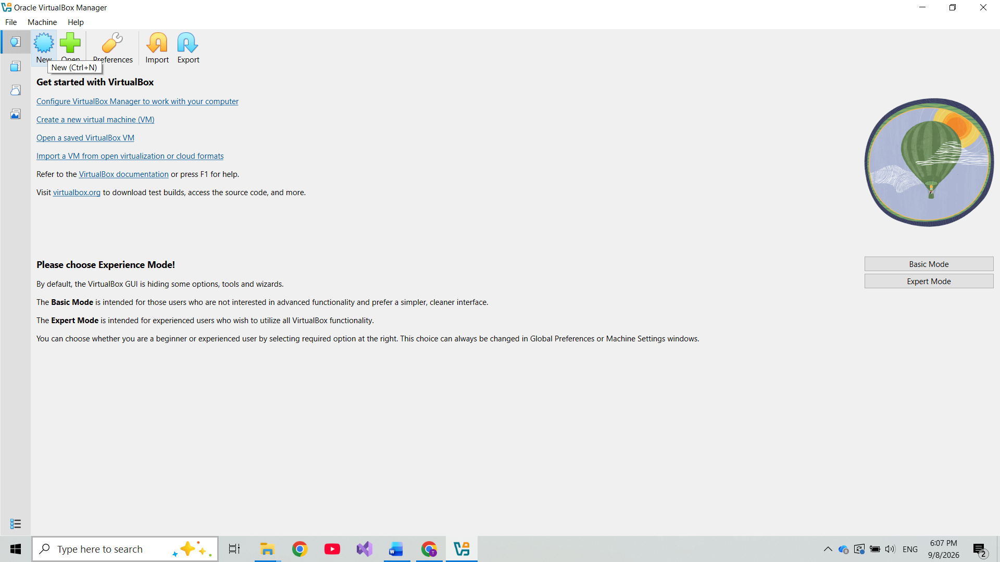 Oracle VirtualBox Manager
File Machine Help
New Open Preferences Import Export
New (Ctrl+N)
Get started with VirtualBox
Configure VirtualBox Manager to work with your computer
Create a new virtual machine (VM)
Open a saved VirtualBox VM
Import a VM from open virtualization or cloud formats
Refer to the VirtualBox documentation or press F1 for help.
Visit virtualbox.org to download test builds, access the source code, and more.
Please choose Experience Mode!
Basic Mode
Expert Mode
By default, the VirtualBox GUI is hiding some options, tools and wizards.
The Basic Mode is intended for those users who are not interested in advanced functionality and prefer a simpler, cleaner interface.
The Expert Mode is intended for experienced users who wish to utilize all VirtualBox functionality.
You can choose whether you are a beginner or experienced user by selecting required option at the right. This choice can always be changed in Global Preferences or Machine Settings windows.
Type here to search
ENG
6:07 PM
9/8/2026
2